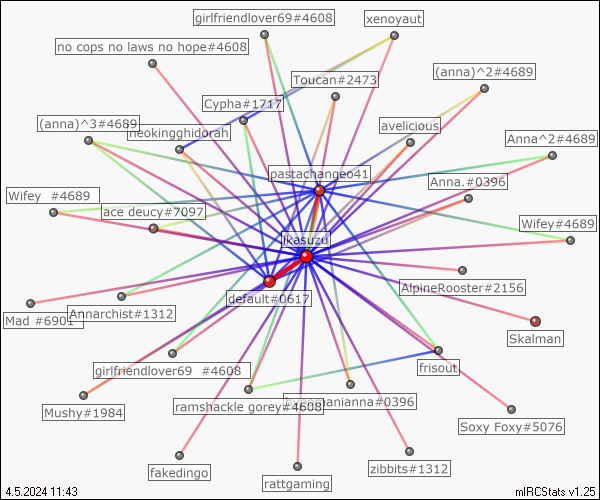 girlfriendlover69#4608
xenoyaut
no cops no laws no hope#4608
Toucan#2473
(anna)^2#4689
Cypha#1717
(anna)^3#4689
neokingghidorah
avelicious
Anna^2#4689
pastachangeo41
Anna.#0396
Wifey #4689
ace deucy#7097
Wifey#4689
ikasuzu
AlpineRooster#2156
default#0617
Mad #6901
Annarchist#1312
Skalman
girlfriendlover69 #4608
frisout
ramshackle gorey#4608
anianna#0396
Mushy#1984
Soxy Foxy#5076
fakedingo
zibbits#1312
rattgaming
4.5.2024 11:43
mIRCStats v1.25